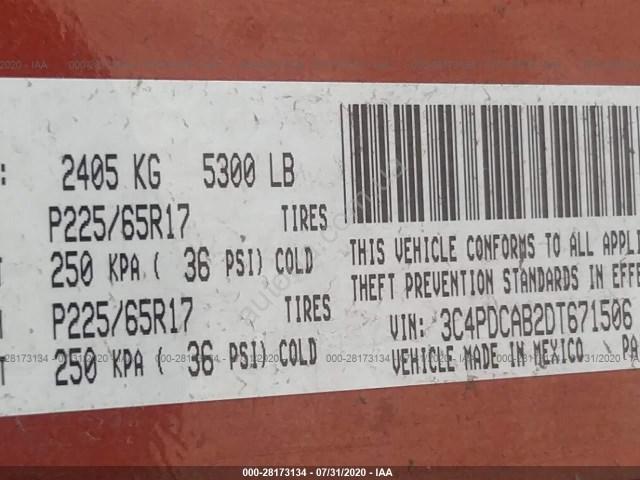 : 2405 KG 5300 LB
P225/65R17 TIRES
T 250 KPA ( 36 PSI) COLD
P225/65R17 TIRES
T 250 KPA ( 36 PSI) COLD
THIS VEHICLE CONFORMS TO ALL APPLI
THEFT PREVENTION STANDARDS IN EFFE
VIN: 3C4PDCAB2DT671506
VEHICLE MADE IN MEXICO PA
000-28173134 - 07/31/2020 - IAA